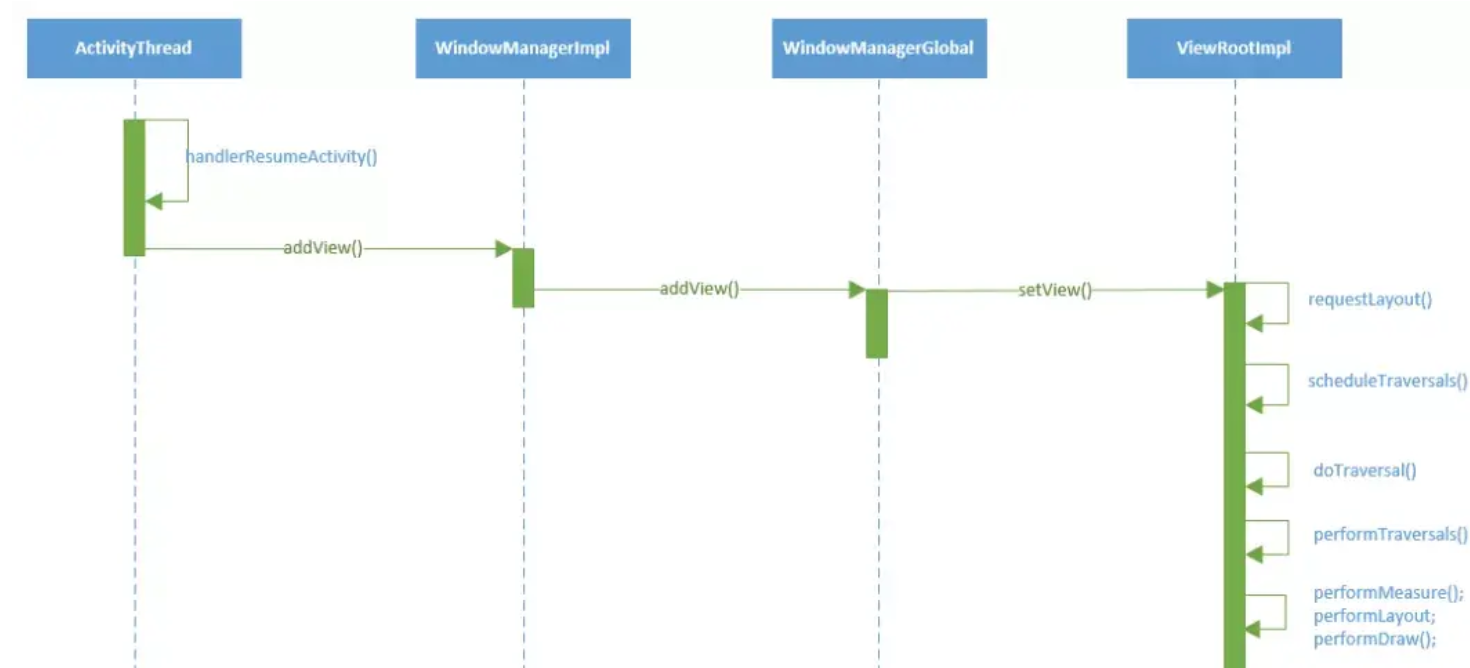 ActivityThread
WindowManagerImpl
WindowManagerGlobal
ViewRootImpl
handlerResumeActivity()
addView()
addView()
setView()
requestLayout()
scheduleTraversals()
doTraversal()
performTraversals()
performMeasure();
performLayout;
performDraw();